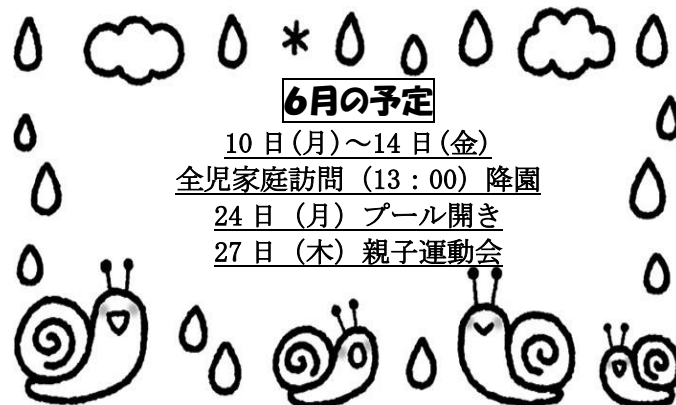 6月の予定
10日(月)～14日(金)
全児家庭訪問（13：00）降園
24日（月）プール開き
27日（木）親子運動会